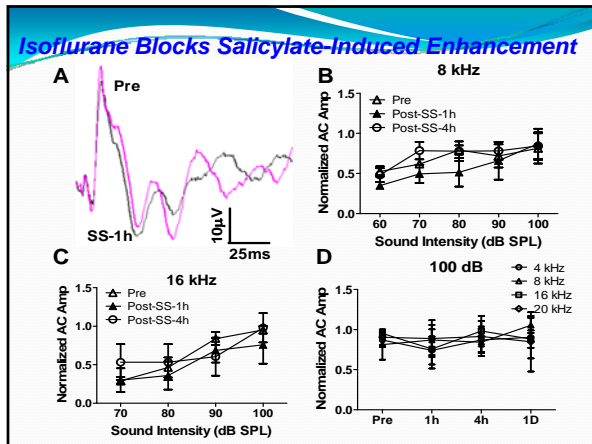 Isoflurane Blocks Salicylate-Induced Enhancement
A
Pre
SS-1h
10µV
25ms
B
8 kHz
Normalized AC Amp
1.5
1.0
0.5
0.0
Pre
Post-SS-1h
Post-SS-4h
60 70 80 90 100
Sound Intensity (dB SPL)
C
16 kHz
Normalized AC Amp
1.5
1.0
0.5
0.0
Pre
Post-SS-1h
Post-SS-4h
70 80 90 100
Sound Intensity (dB SPL)
D
100 dB
Normalized AC Amp
1.5
1.0
0.5
0.0
4 kHz
8 kHz
16 kHz
20 kHz
Pre 1h 4h 1D